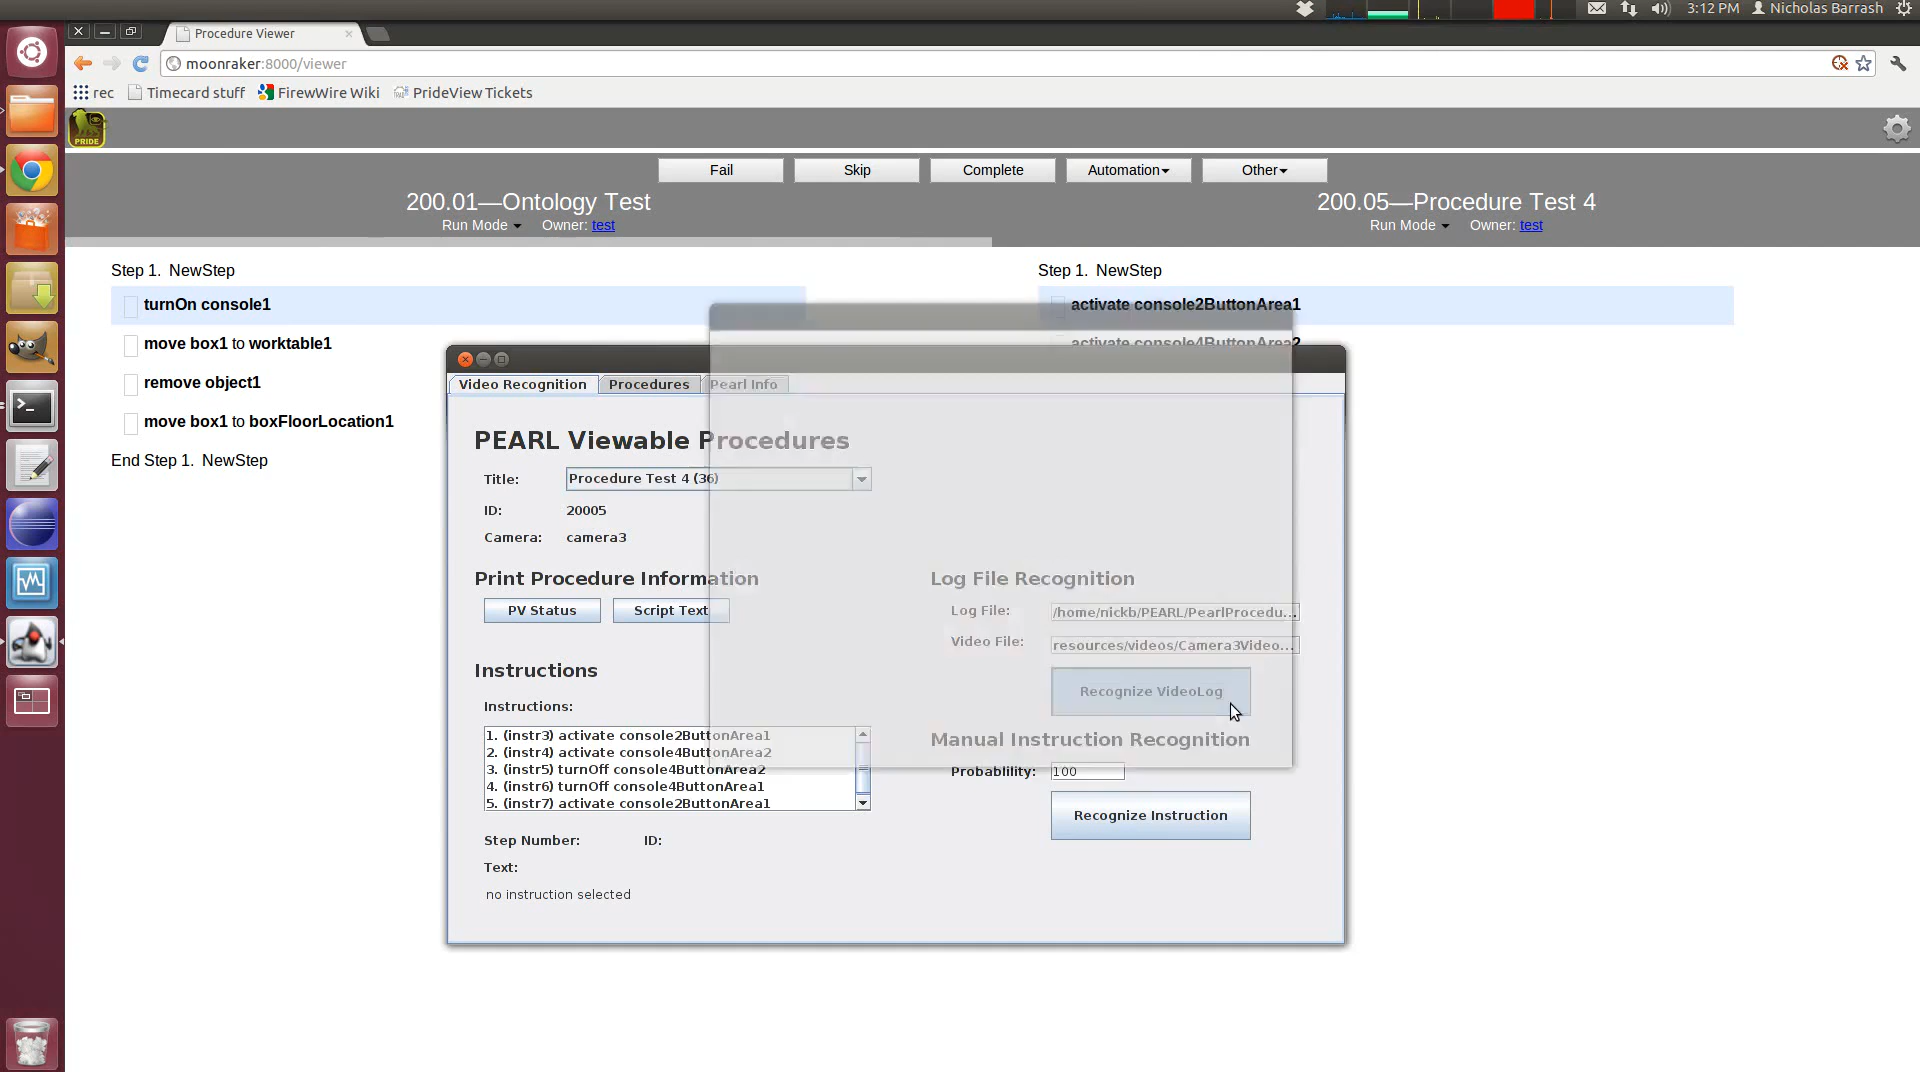 3:12 PM Nicholas Barrash
Procedure Viewer
moonraker:8000/viewer
rec Timecard stuff FirewWire Wiki PrideView Tickets
PRIDE
Fail Skip Complete Automation Other
200.01—Ontology Test
Run Mode Owner: test
200.05—Procedure Test 4
Run Mode Owner: test
Step 1. NewStep
turnOn console1
move box1 to worktable1
remove object1
move box1 to boxFloorLocation1
End Step 1. NewStep
Step 1. NewStep
activate console2ButtonArea1
activate console4ButtonArea2
Video Recognition Procedures Pearl Info
PEARL Viewable Procedures
Title: Procedure Test 4 (36)
ID: 20005
Camera: camera3
Print Procedure Information
PV Status Script Text
Instructions
Instructions:
1. (instr3) activate console2ButtonArea1
2. (instr4) activate console4ButtonArea2
3. (instr5) turnOff console4ButtonArea2
4. (instr6) turnOff console4ButtonArea1
5. (instr7) activate console2ButtonArea1
Step Number: ID:
Text:
no instruction selected
Log File Recognition
Log File: /home/nickb/PEARL/PearlProcedu...
Video File: resources/videos/Camera3Video...
Recognize VideoLog
Manual Instruction Recognition
Probablility: 100
Recognize Instruction